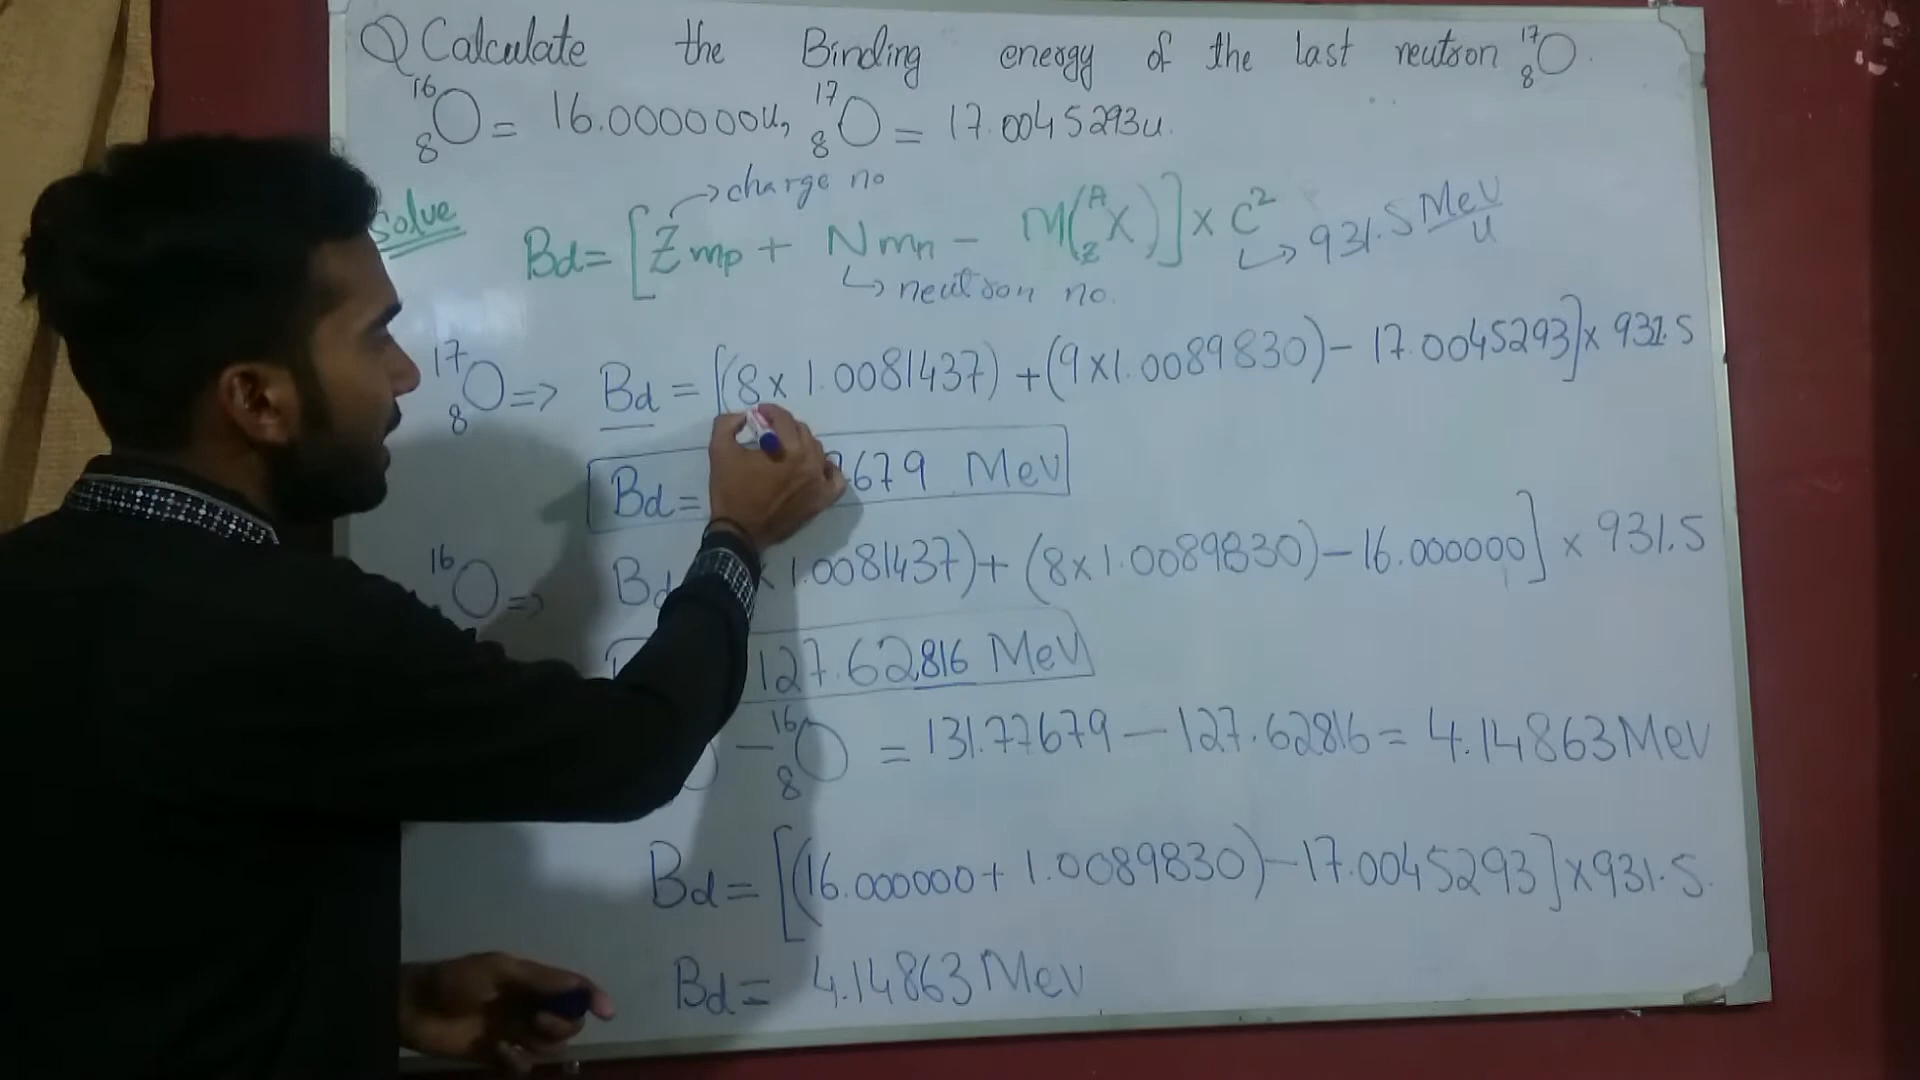 Q Calculate the Binding energy of the last neutron ¹⁷₈O.
¹⁶₈O = 16.000000u, ¹⁷₈O = 17.0045293u.
Solve
→ charge no
Bd = [Zmp + Nmn − M(ᴬ_ZX)] × C²
↳ 931.5 MeV/u
↳ neutron no.
¹⁷₈O => Bd = [(8×1.0081437) + (9×1.0089830) − 17.0045293] × 931.5
Bd = 679 MeV
¹⁶O => Bd × 1.0081437) + (8×1.0089830) − 16.000000] × 931.5
127.62816 MeV
− ¹⁶₈O = 131.77679 − 127.62816 = 4.14863 MeV
Bd = [(16.000000 + 1.0089830) − 17.0045293] × 931.5.
Bd = 4.14863 MeV